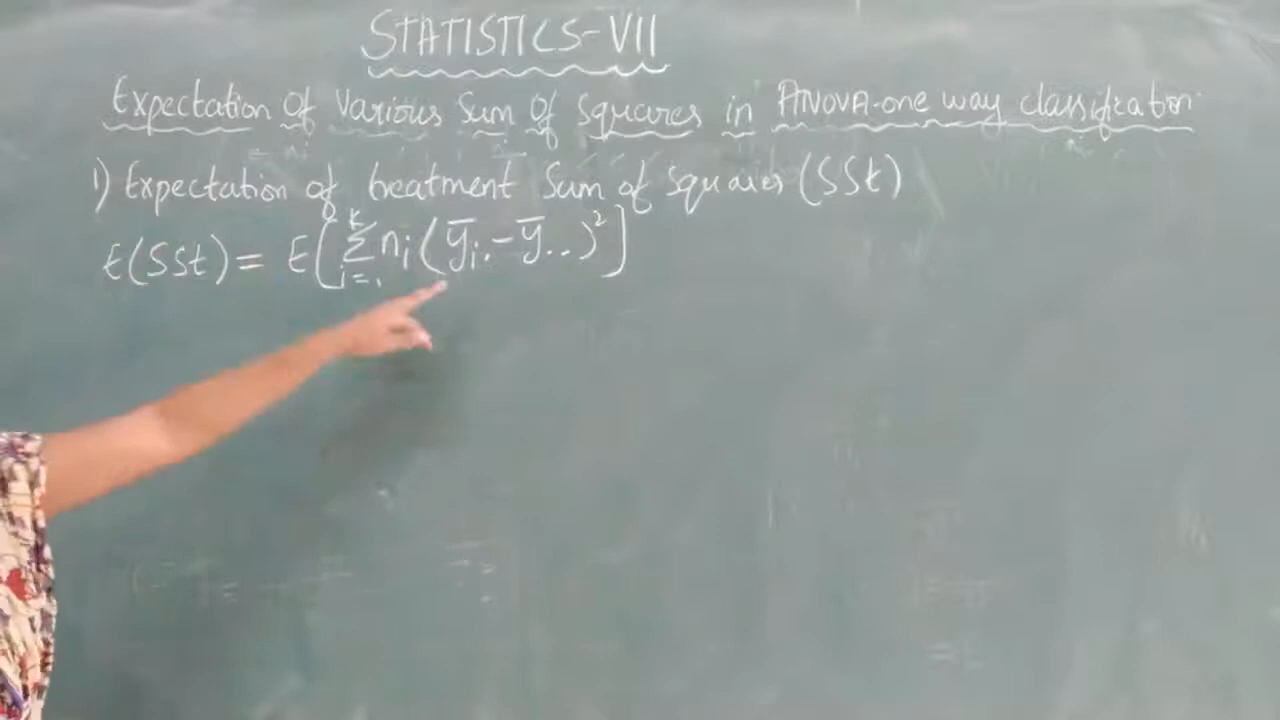 STATISTICS-VII
Expectation Of Various Sum Of Squares in ANOVA-one way classification
1) Expectation of treatment Sum of Squares (SSt)
E(SSt) = E[∑_{i=1}^{k} n_i (ȳ_i. - ȳ..)²]